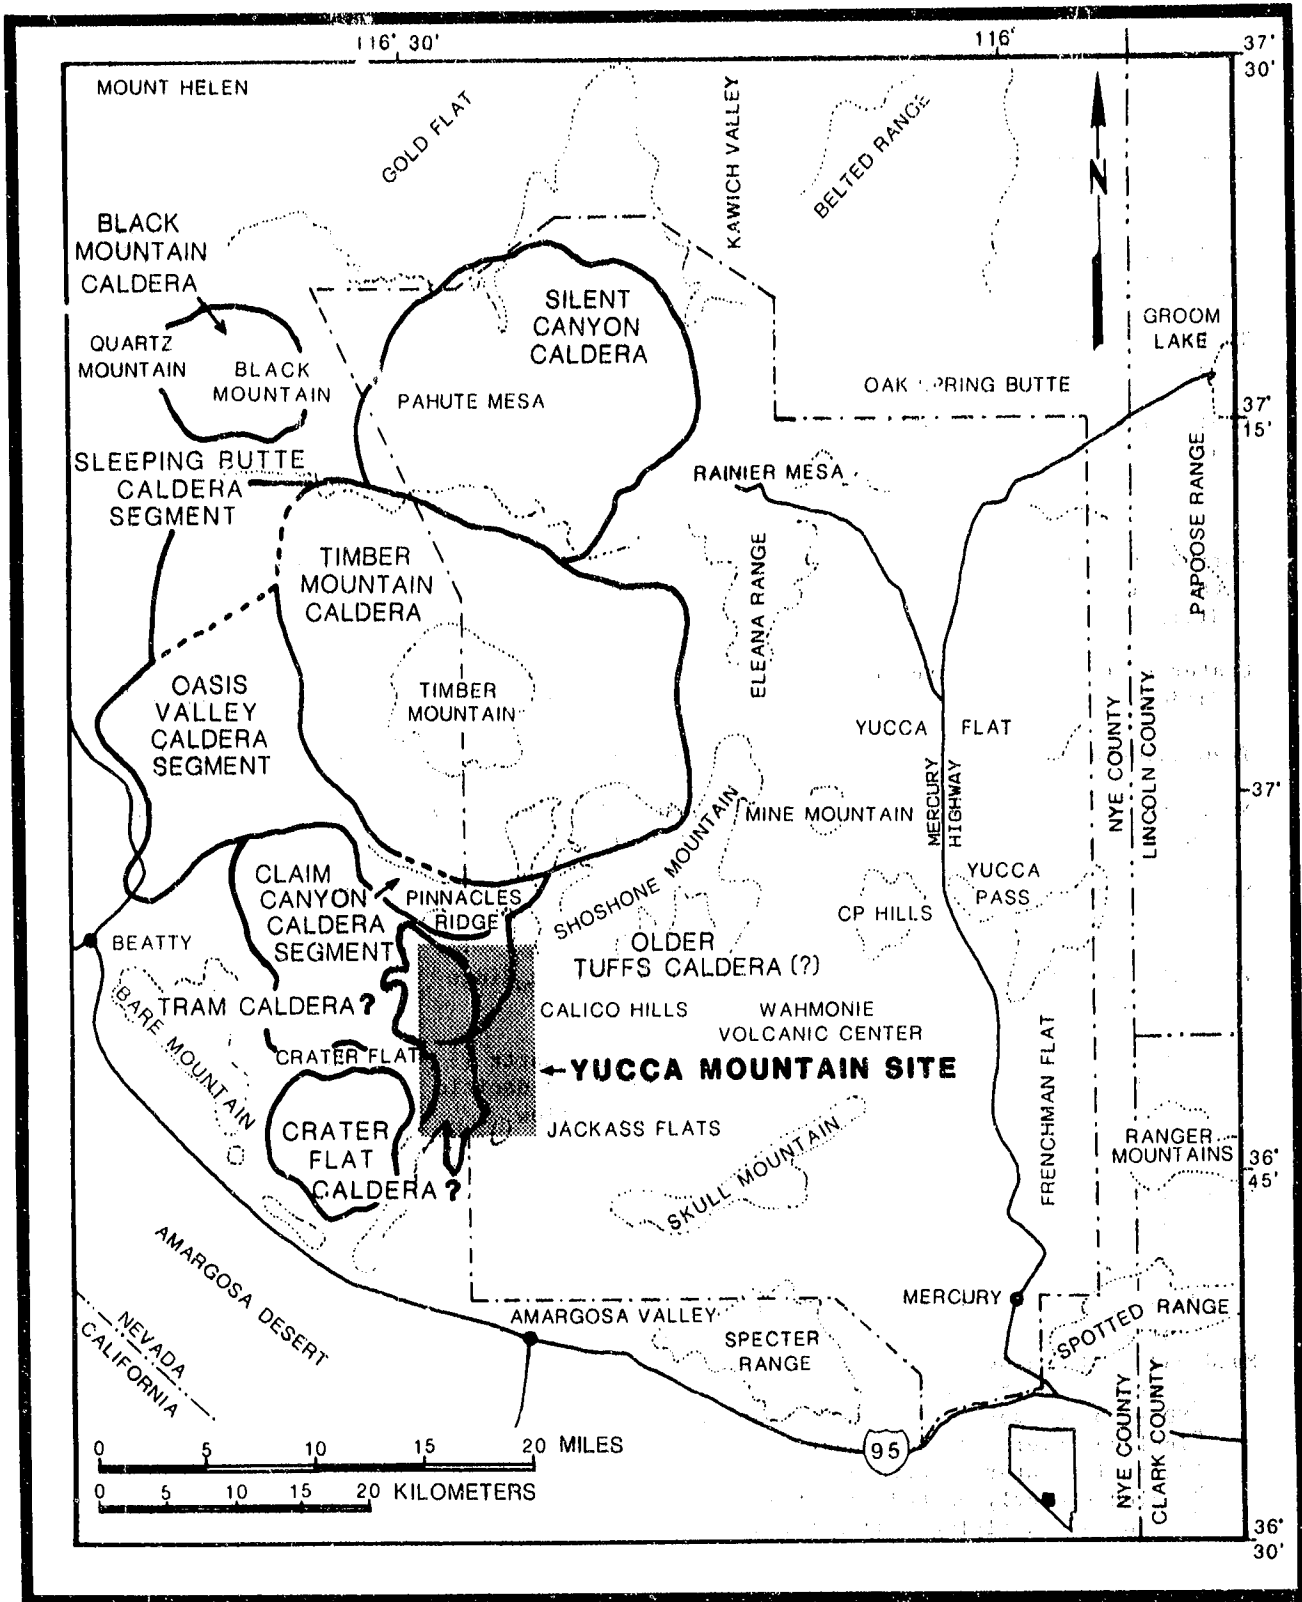 116° 30'
116°
37°
30'
MOUNT HELEN
GOLD FLAT
KAWICH VALLEY
BELTED RANGE
N
BLACK
MOUNTAIN
CALDERA
QUARTZ
MOUNTAIN
BLACK
MOUNTAIN
SILENT
CANYON
CALDERA
PAHUTE MESA
GROOM
LAKE
OAK SPRING BUTTE
37°
15'
SLEEPING BUTTE
CALDERA
SEGMENT
RAINIER MESA
PAPOOSE RANGE
TIMBER
MOUNTAIN
CALDERA
ELEANA RANGE
OASIS
VALLEY
CALDERA
SEGMENT
TIMBER
MOUNTAIN
YUCCA FLAT
NYE COUNTY
LINCOLN COUNTY
37°
MERCURY
HIGHWAY
MINE MOUNTAIN
SHOSHONE MOUNTAIN
YUCCA
PASS
CLAIM
CANYON
CALDERA
SEGMENT
PINNACLES
RIDGE
CP HILLS
BEATTY
OLDER
TUFFS CALDERA (?)
TRAM CALDERA ?
BARE MOUNTAIN
CALICO HILLS
WAHMONIE
VOLCANIC CENTER
CRATER FLAT
YUCCA MOUNTAIN SITE
FRENCHMAN FLAT
CRATER
FLAT
CALDERA ?
JACKASS FLATS
SKULL MOUNTAIN
RANGER
MOUNTAINS
36°
45'
AMARGOSA DESERT
MERCURY
AMARGOSA VALLEY
SPECTER
RANGE
SPOTTED RANGE
NEVADA
CALIFORNIA
NYE COUNTY
CLARK COUNTY
95
0 5 10 15 20 MILES
0 5 10 15 20 KILOMETERS
36°
30'